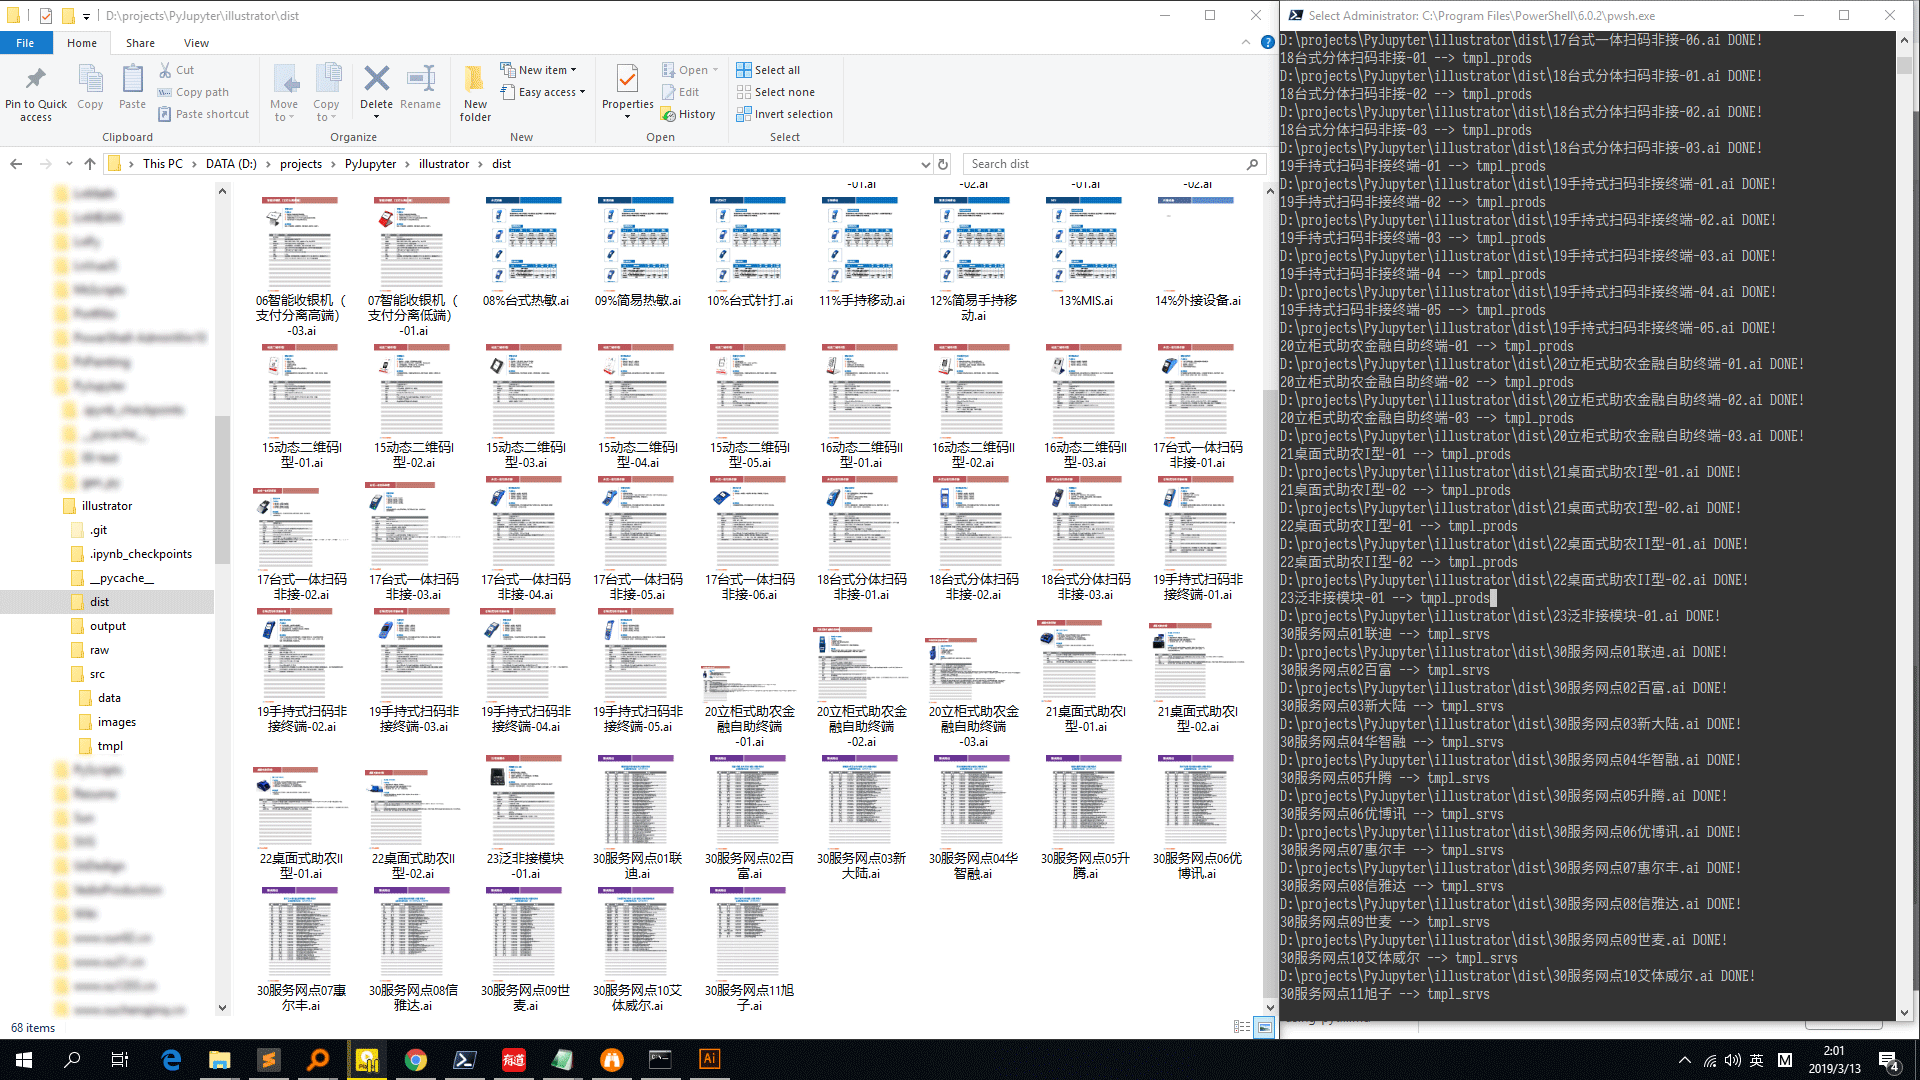 D:\projects\PyJupyter\illustrator\dist
File Home Share View
Pin to Quick access
Copy
Paste
Cut
Copy path
Paste shortcut
Clipboard
Move to
Copy to
Delete
Rename
Organize
New folder
New item
Easy access
New
Properties
Open
Edit
History
Open
Select all
Select none
Invert selection
Select
This PC > DATA (D:) > projects > PyJupyter > illustrator > dist
Search dist
illustrator
.git
.ipynb_checkpoints
__pycache__
dist
output
raw
src
data
images
tmpl
-01.ai
-02.ai
-01.ai
-02.ai
06智能收银机（支付分离高端）-03.ai
07智能收银机（支付分离低端）-01.ai
08%台式热敏.ai
09%简易热敏.ai
10%台式针打.ai
11%手持移动.ai
12%简易手持移动.ai
13%MIS.ai
14%外接设备.ai
15动态二维码I型-01.ai
15动态二维码I型-02.ai
15动态二维码I型-03.ai
15动态二维码I型-04.ai
15动态二维码I型-05.ai
16动态二维码II型-01.ai
16动态二维码II型-02.ai
16动态二维码II型-03.ai
17台式一体扫码非接-01.ai
17台式一体扫码非接-02.ai
17台式一体扫码非接-03.ai
17台式一体扫码非接-04.ai
17台式一体扫码非接-05.ai
17台式一体扫码非接-06.ai
18台式分体扫码非接-01.ai
18台式分体扫码非接-02.ai
18台式分体扫码非接-03.ai
19手持式扫码非接终端-01.ai
19手持式扫码非接终端-02.ai
19手持式扫码非接终端-03.ai
19手持式扫码非接终端-04.ai
19手持式扫码非接终端-05.ai
20立柜式助农金融自助终端-01.ai
20立柜式助农金融自助终端-02.ai
20立柜式助农金融自助终端-03.ai
21桌面式助农I型-01.ai
21桌面式助农I型-02.ai
22桌面式助农II型-01.ai
22桌面式助农II型-02.ai
23泛非接模块-01.ai
30服务网点01联迪.ai
30服务网点02百富.ai
30服务网点03新大陆.ai
30服务网点04华智融.ai
30服务网点05升腾.ai
30服务网点06优博讯.ai
30服务网点07惠尔丰.ai
30服务网点08信雅达.ai
30服务网点09世麦.ai
30服务网点10艾体威尔.ai
30服务网点11旭子.ai
68 items
Select Administrator: C:\Program Files\PowerShell\6.0.2\pwsh.exe
D:\projects\PyJupyter\illustrator\dist\17台式一体扫码非接-06.ai DONE!
18台式分体扫码非接-01 --> tmpl_prods
D:\projects\PyJupyter\illustrator\dist\18台式分体扫码非接-01.ai DONE!
18台式分体扫码非接-02 --> tmpl_prods
D:\projects\PyJupyter\illustrator\dist\18台式分体扫码非接-02.ai DONE!
18台式分体扫码非接-03 --> tmpl_prods
D:\projects\PyJupyter\illustrator\dist\18台式分体扫码非接-03.ai DONE!
19手持式扫码非接终端-01 --> tmpl_prods
D:\projects\PyJupyter\illustrator\dist\19手持式扫码非接终端-01.ai DONE!
19手持式扫码非接终端-02 --> tmpl_prods
D:\projects\PyJupyter\illustrator\dist\19手持式扫码非接终端-02.ai DONE!
19手持式扫码非接终端-03 --> tmpl_prods
D:\projects\PyJupyter\illustrator\dist\19手持式扫码非接终端-03.ai DONE!
19手持式扫码非接终端-04 --> tmpl_prods
D:\projects\PyJupyter\illustrator\dist\19手持式扫码非接终端-04.ai DONE!
19手持式扫码非接终端-05 --> tmpl_prods
D:\projects\PyJupyter\illustrator\dist\19手持式扫码非接终端-05.ai DONE!
20立柜式助农金融自助终端-01 --> tmpl_prods
D:\projects\PyJupyter\illustrator\dist\20立柜式助农金融自助终端-01.ai DONE!
20立柜式助农金融自助终端-02 --> tmpl_prods
D:\projects\PyJupyter\illustrator\dist\20立柜式助农金融自助终端-02.ai DONE!
20立柜式助农金融自助终端-03 --> tmpl_prods
D:\projects\PyJupyter\illustrator\dist\20立柜式助农金融自助终端-03.ai DONE!
21桌面式助农I型-01 --> tmpl_prods
D:\projects\PyJupyter\illustrator\dist\21桌面式助农I型-01.ai DONE!
21桌面式助农I型-02 --> tmpl_prods
D:\projects\PyJupyter\illustrator\dist\21桌面式助农I型-02.ai DONE!
22桌面式助农II型-01 --> tmpl_prods
D:\projects\PyJupyter\illustrator\dist\22桌面式助农II型-01.ai DONE!
22桌面式助农II型-02 --> tmpl_prods
D:\projects\PyJupyter\illustrator\dist\22桌面式助农II型-02.ai DONE!
23泛非接模块-01 --> tmpl_prods
D:\projects\PyJupyter\illustrator\dist\23泛非接模块-01.ai DONE!
30服务网点01联迪 --> tmpl_srvs
D:\projects\PyJupyter\illustrator\dist\30服务网点01联迪.ai DONE!
30服务网点02百富 --> tmpl_srvs
D:\projects\PyJupyter\illustrator\dist\30服务网点02百富.ai DONE!
30服务网点03新大陆 --> tmpl_srvs
D:\projects\PyJupyter\illustrator\dist\30服务网点03新大陆.ai DONE!
30服务网点04华智融 --> tmpl_srvs
D:\projects\PyJupyter\illustrator\dist\30服务网点04华智融.ai DONE!
30服务网点05升腾 --> tmpl_srvs
D:\projects\PyJupyter\illustrator\dist\30服务网点05升腾.ai DONE!
30服务网点06优博讯 --> tmpl_srvs
D:\projects\PyJupyter\illustrator\dist\30服务网点06优博讯.ai DONE!
30服务网点07惠尔丰 --> tmpl_srvs
D:\projects\PyJupyter\illustrator\dist\30服务网点07惠尔丰.ai DONE!
30服务网点08信雅达 --> tmpl_srvs
D:\projects\PyJupyter\illustrator\dist\30服务网点08信雅达.ai DONE!
30服务网点09世麦 --> tmpl_srvs
D:\projects\PyJupyter\illustrator\dist\30服务网点09世麦.ai DONE!
30服务网点10艾体威尔 --> tmpl_srvs
D:\projects\PyJupyter\illustrator\dist\30服务网点10艾体威尔.ai DONE!
30服务网点11旭子 --> tmpl_srvs
有道
Ai
英
M
2:01
2019/3/13
4